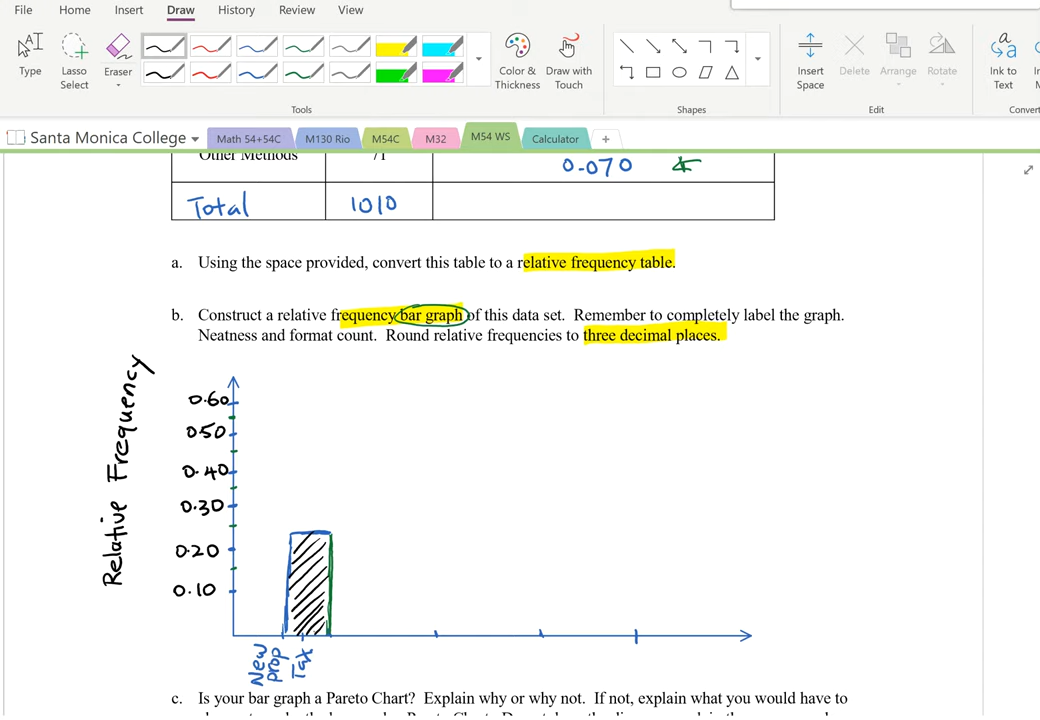 File Home Insert Draw History Review View
Type Lasso Select Eraser Color & Thickness Draw with Touch Insert Space Delete Arrange Rotate Ink to Text
Tools Shapes Edit Convert
Santa Monica College Math 54+54C M130 Rio M54C M32 M54 WS Calculator +
Other Methods 71 0.070
Total 1010
a. Using the space provided, convert this table to a relative frequency table.
b. Construct a relative frequency bar graph of this data set. Remember to completely label the graph.
Neatness and format count. Round relative frequencies to three decimal places.
Relative Frequency
0.60
0.50
0.40
0.30
0.20
0.10
New
prop
Tax
c. Is your bar graph a Pareto Chart? Explain why or why not. If not, explain what you would have to